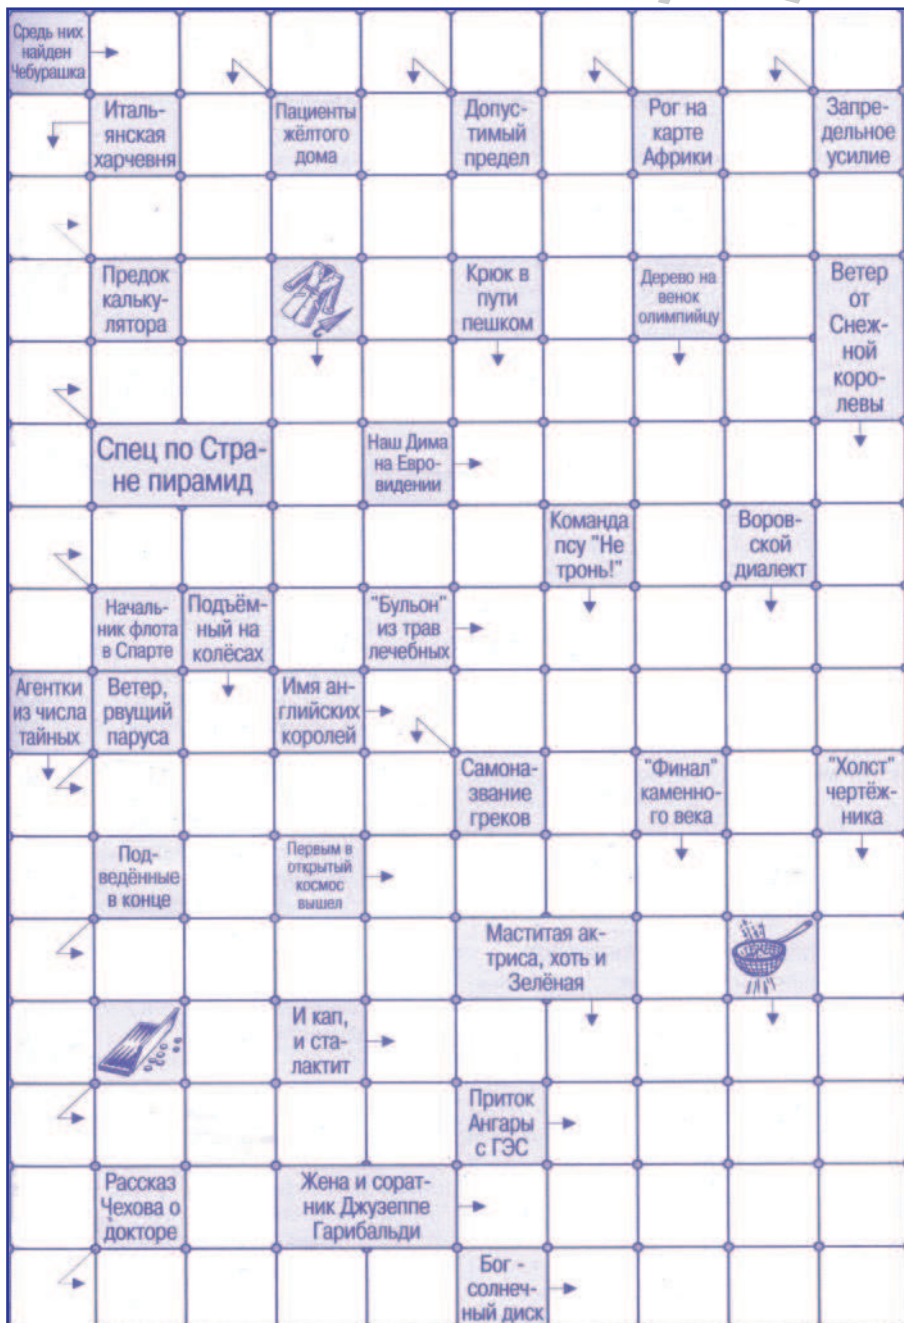 Средь них
найден
Чебурашка
Италь-
янская
харчевня
Пациенты
жёлтого
дома
Допус-
тимый
предел
Рог на
карте
Африки
Запре-
дельное
усилие
Предок
кальку-
лятора
Крюк в
пути
пешком
Дерево на
венок
олимпийцу
Ветер
от
Снеж-
ной
коро-
левы
Спец по Стра-
не пирамид
Наш Дима
на Евро-
видении
Команда
псу "Не
тронь!"
Воров-
ской
диалект
Началь-
ник флота
в Спарте
Подъём-
ный на
колёсах
"Бульон"
из трав
лечебных
Агентки
из числа
тайных
Ветер,
рвущий
паруса
Имя ан-
глийских
королей
Самона-
звание
греков
"Финал"
каменно-
го века
"Холст"
чертёж-
ника
Под-
ведённые
в конце
Первым в
открытый
космос
вышел
Маститая ак-
триса, хоть и
Зелёная
И кап,
и ста-
лактит
Приток
Ангары
с ГЭС
Рассказ
Чехова о
докторе
Жена и сорат-
ник Джузеппе
Гарибальди
Бог -
солнеч-
ный диск